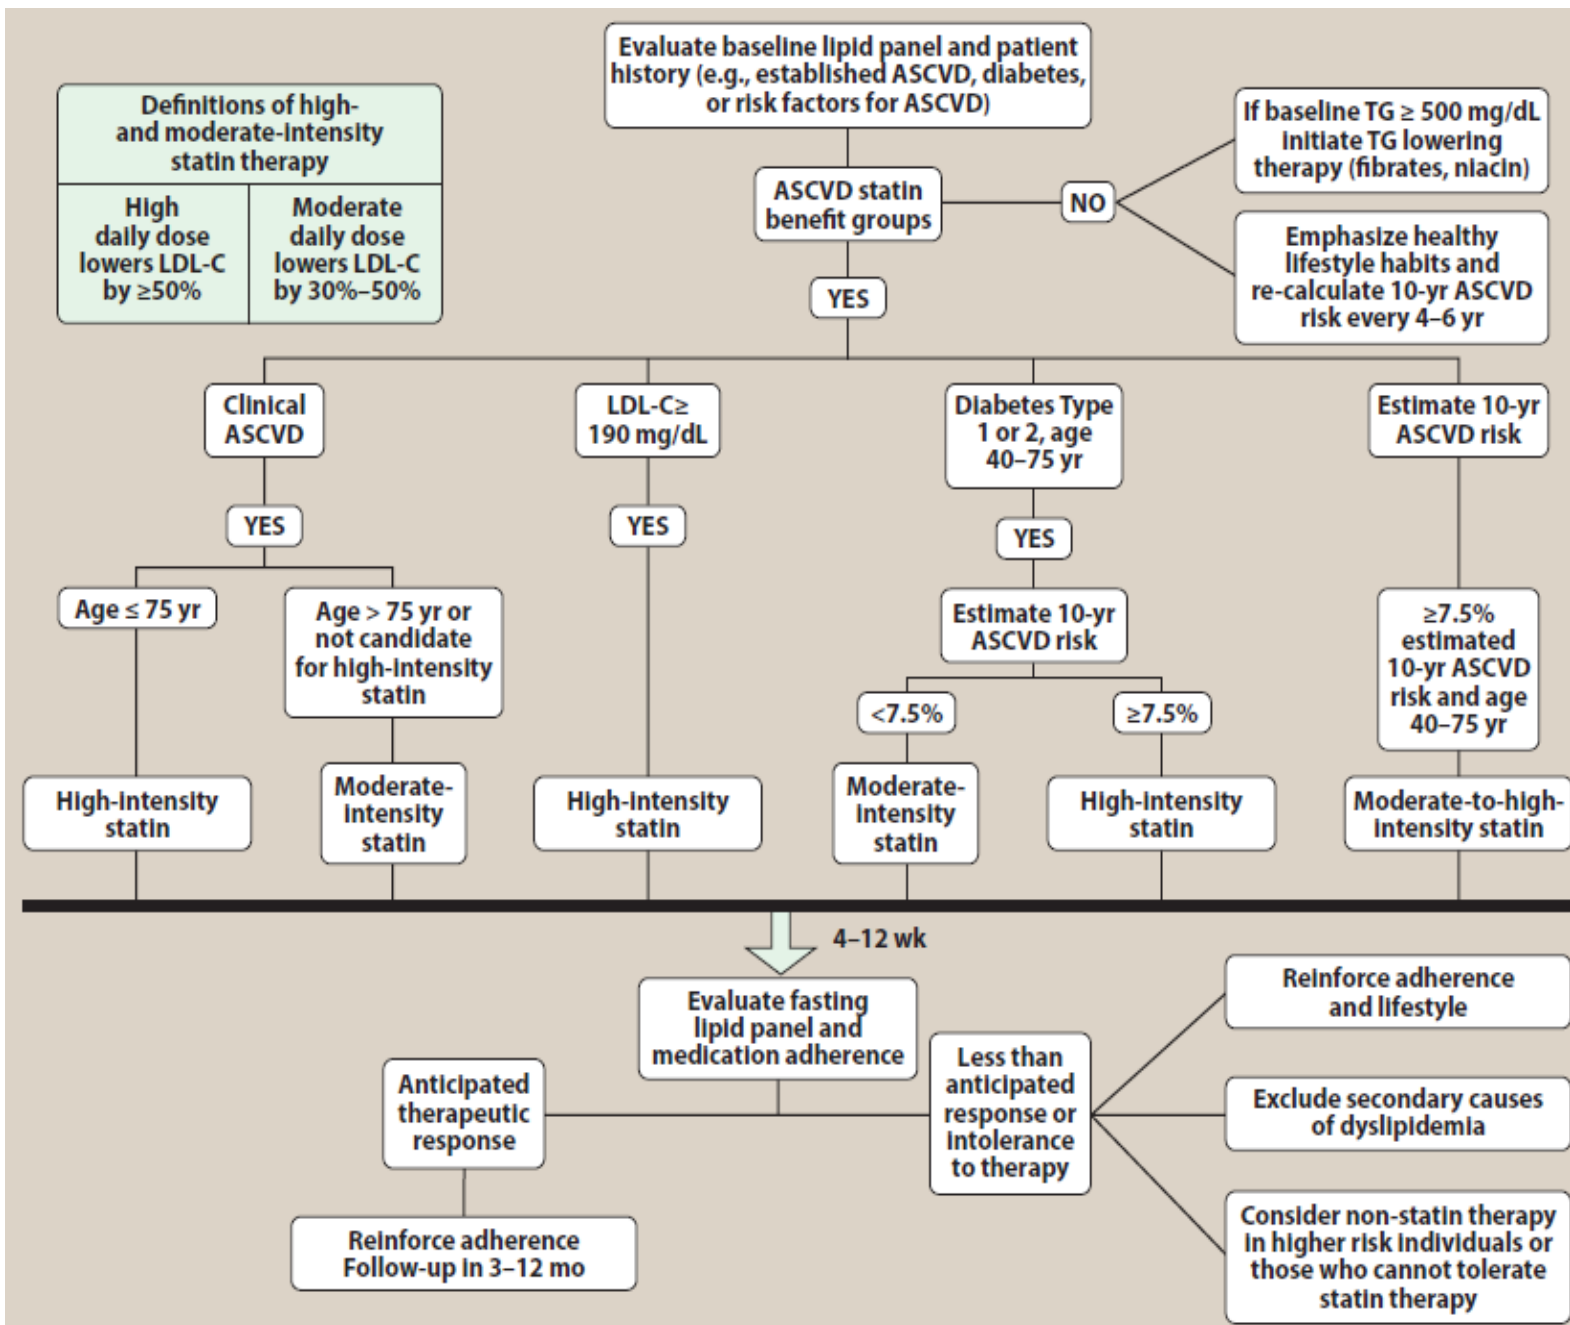 Evaluate baseline lipid panel and patient
history (e.g., established ASCVD, diabetes,
or risk factors for ASCVD)
Definitions of high-
and moderate-intensity
statin therapy
High
daily dose
lowers LDL-C
by ≥50%
Moderate
daily dose
lowers LDL-C
by 30%–50%
ASCVD statin
benefit groups
NO
If baseline TG ≥ 500 mg/dL
initiate TG lowering
therapy (fibrates, niacin)
Emphasize healthy
lifestyle habits and
re-calculate 10-yr ASCVD
risk every 4–6 yr
YES
Clinical
ASCVD
YES
Age ≤ 75 yr
High-intensity
statin
Age > 75 yr or
not candidate
for high-intensity
statin
Moderate-
intensity
statin
LDL-C≥
190 mg/dL
YES
High-intensity
statin
Diabetes Type
1 or 2, age
40–75 yr
YES
Estimate 10-yr
ASCVD risk
<7.5%
Moderate-
intensity
statin
≥7.5%
High-intensity
statin
Estimate 10-yr
ASCVD risk
≥7.5%
estimated
10-yr ASCVD
risk and age
40–75 yr
Moderate-to-high-
intensity statin
4–12 wk
Evaluate fasting
lipid panel and
medication adherence
Anticipated
therapeutic
response
Reinforce adherence
Follow-up in 3–12 mo
Less than
anticipated
response or
intolerance
to therapy
Reinforce adherence
and lifestyle
Exclude secondary causes
of dyslipidemia
Consider non-statin therapy
in higher risk individuals or
those who cannot tolerate
statin therapy